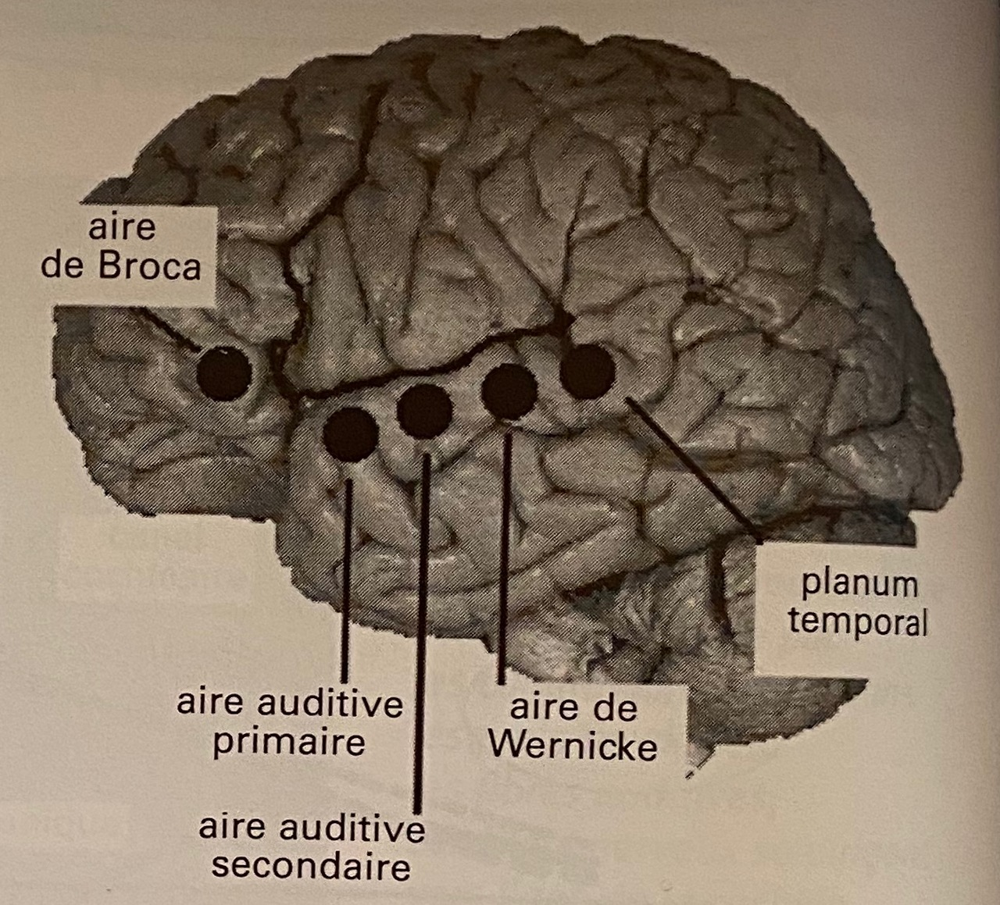 aire
de Broca
planum
temporal
aire auditive
primaire
aire de
Wernicke
aire auditive
secondaire